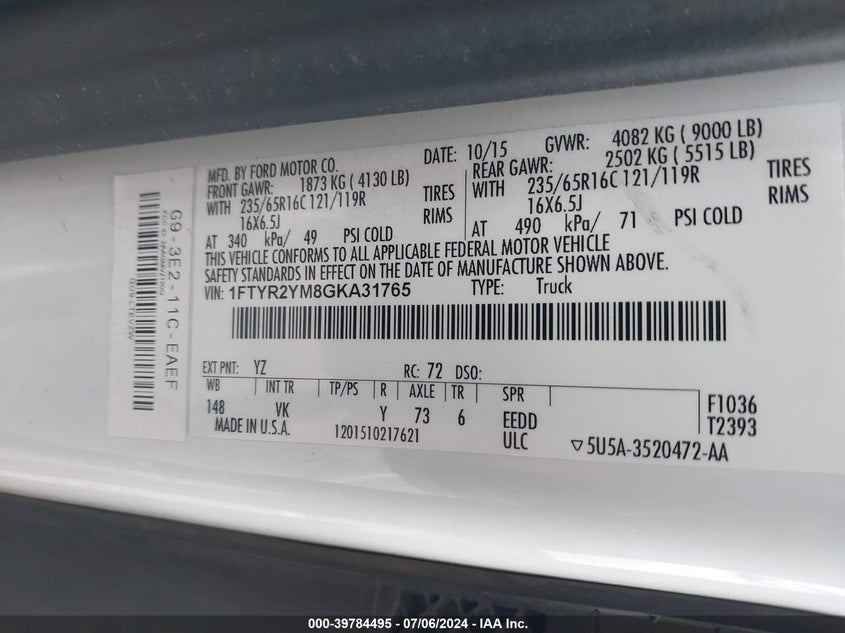 MFD. BY FORD MOTOR CO.
DATE: 10/15
GVWR: 4082 KG ( 9000 LB)
FRONT GAWR: 1873 KG ( 4130 LB)
REAR GAWR: 2502 KG ( 5515 LB)
WITH 235/65R16C 121/119R TIRES
WITH 235/65R16C 121/119R TIRES
16X6.5J RIMS
16X6.5J RIMS
AT 340 kPa/ 49 PSI COLD
AT 490 kPa/ 71 PSI COLD
THIS VEHICLE CONFORMS TO ALL APPLICABLE FEDERAL MOTOR VEHICLE
SAFETY STANDARDS IN EFFECT ON THE DATE OF MANUFACTURE SHOWN ABOVE.
VIN: 1FTYR2YM8GKA31765 TYPE: Truck
EXT PNT: YZ RC: 72 DSO:
WB INT TR TP/PS R AXLE TR SPR
148 VK Y 73 6 EEDD
F1036
T2393
MADE IN U.S.A. 1201510217621 ULC ▽5U5A-3520472-AA
G9 - 3E2 - 11C - EAEF
000-39784495 - 07/06/2024 - IAA Inc.